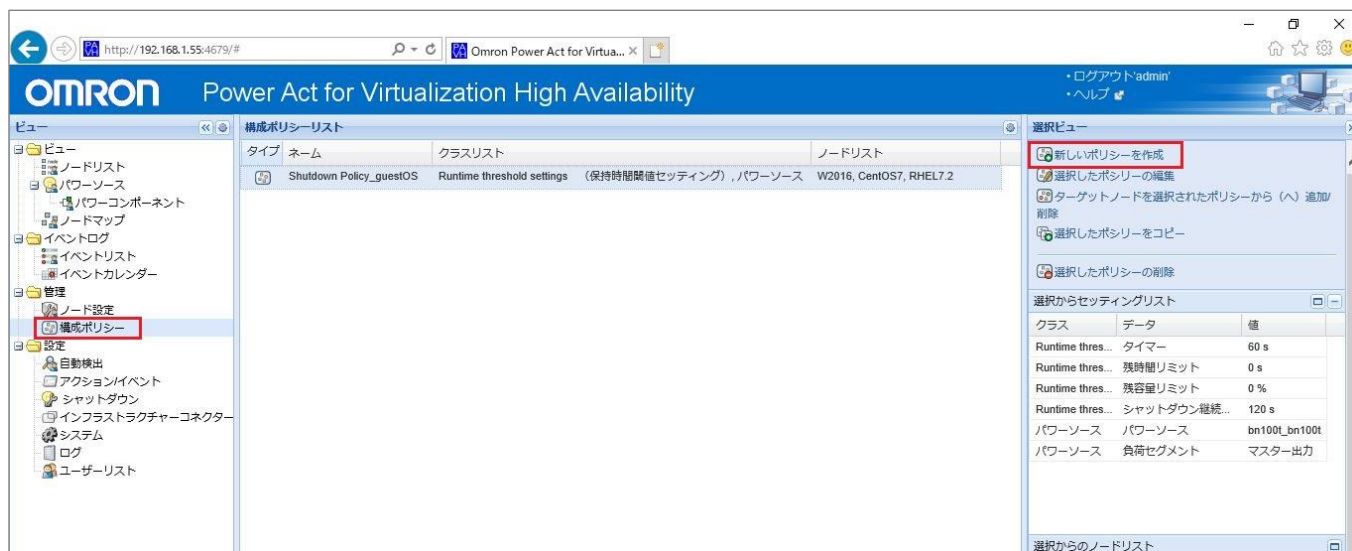 http://192.168.1.55:4679/#
Omron Power Act for Virtua...
OMRON Power Act for Virtualization High Availability
・ログアウト'admin'
・ヘルプ
ビュー
ビュー
ノードリスト
パワーソース
パワーコンポーネント
ノードマップ
イベントログ
イベントリスト
イベントカレンダー
管理
ノード設定
構成ポリシー
設定
自動検出
アクション/イベント
シャットダウン
インフラストラクチャーコネクター
システム
ログ
ユーザーリスト
構成ポリシーリスト
タイプ ネーム クラスリスト ノードリスト
Shutdown Policy_guestOS Runtime threshold settings （保持時間閾値セッティング）, パワーソース W2016, CentOS7, RHEL7.2
選択ビュー
新しいポリシーを作成
選択したポシリーの編集
ターゲットノードを選択されたポリシーから（へ）追加/
削除
選択したポシリーをコピー
選択したポリシーの削除
選択からセッティングリスト
クラス データ 値
Runtime thres... タイマー 60 s
Runtime thres... 残時間リミット 0 s
Runtime thres... 残容量リミット 0 %
Runtime thres... シャットダウン継続... 120 s
パワーソース パワーソース bn100t_bn100t
パワーソース 負荷セグメント マスター出力
選択からのノードリスト